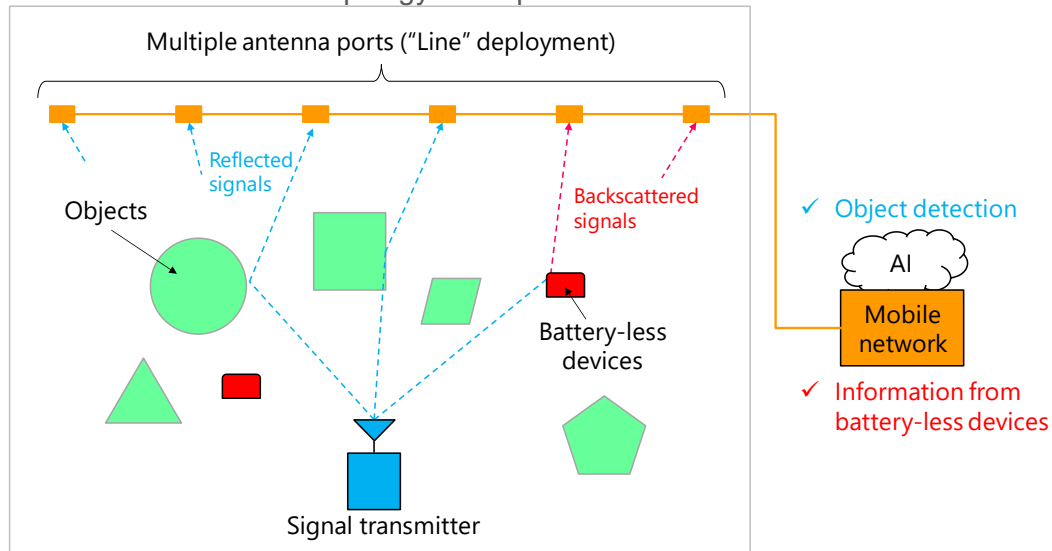 Multiple antenna ports (“Line” deployment)
Reflected
signals
Objects
Backscattered
signals
Battery-less
devices
Signal transmitter
✓ Object detection
AI
Mobile
network
✓ Information from
battery-less devices